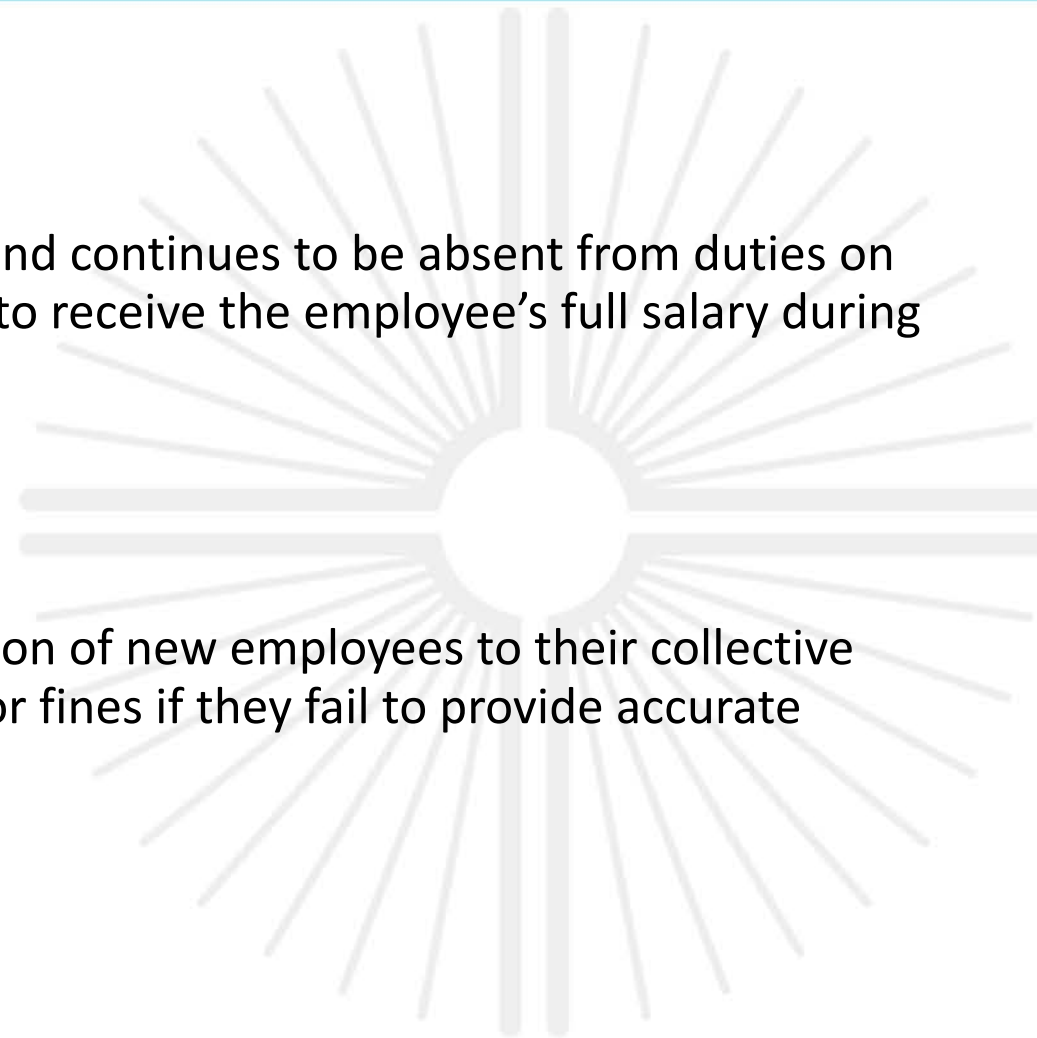 nd continues to be absent from duties on
to receive the employee’s full salary during
on of new employees to their collective
or fines if they fail to provide accurate